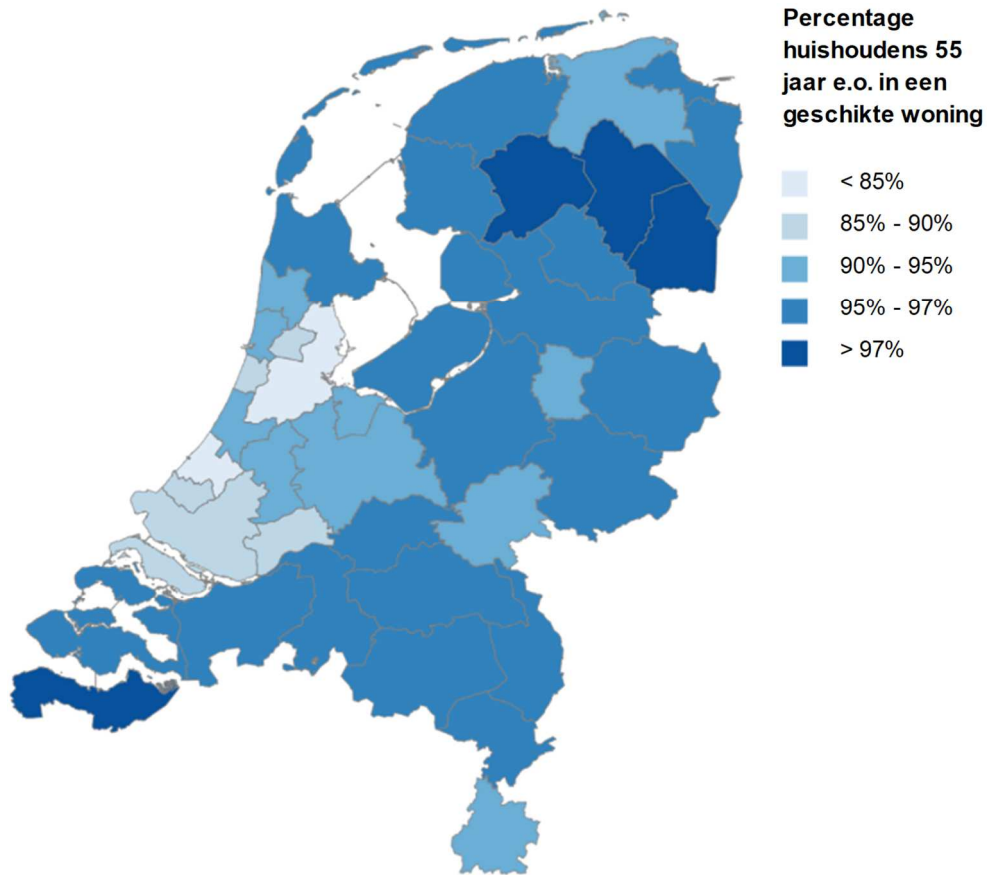 Percentage
huishoudens 55
jaar e.o. in een
geschikte woning
< 85%
85% - 90%
90% - 95%
95% - 97%
> 97%